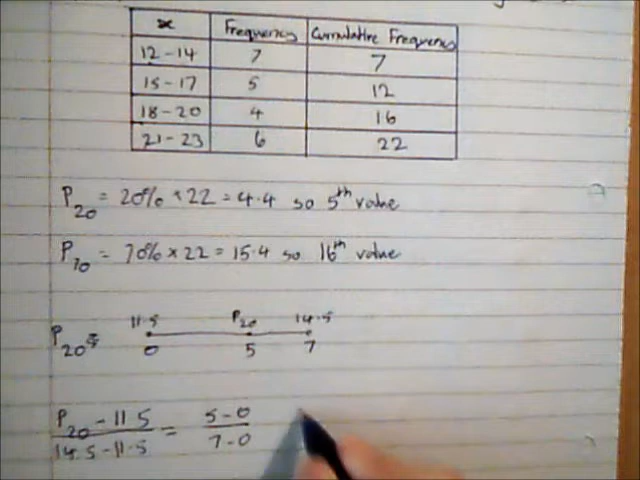 x Frequency Cumulative Frequency
12-14 7 7
15-17 5 12
18-20 4 16
21-23 6 22
P20 = 20% × 22 = 4.4 so 5th value
P70 = 70% × 22 = 15.4 so 16th value
11.5 P20 14.5
P20 =
0 5 7
P20 - 11.5 / 14.5 - 11.5 = 5-0 / 7-0